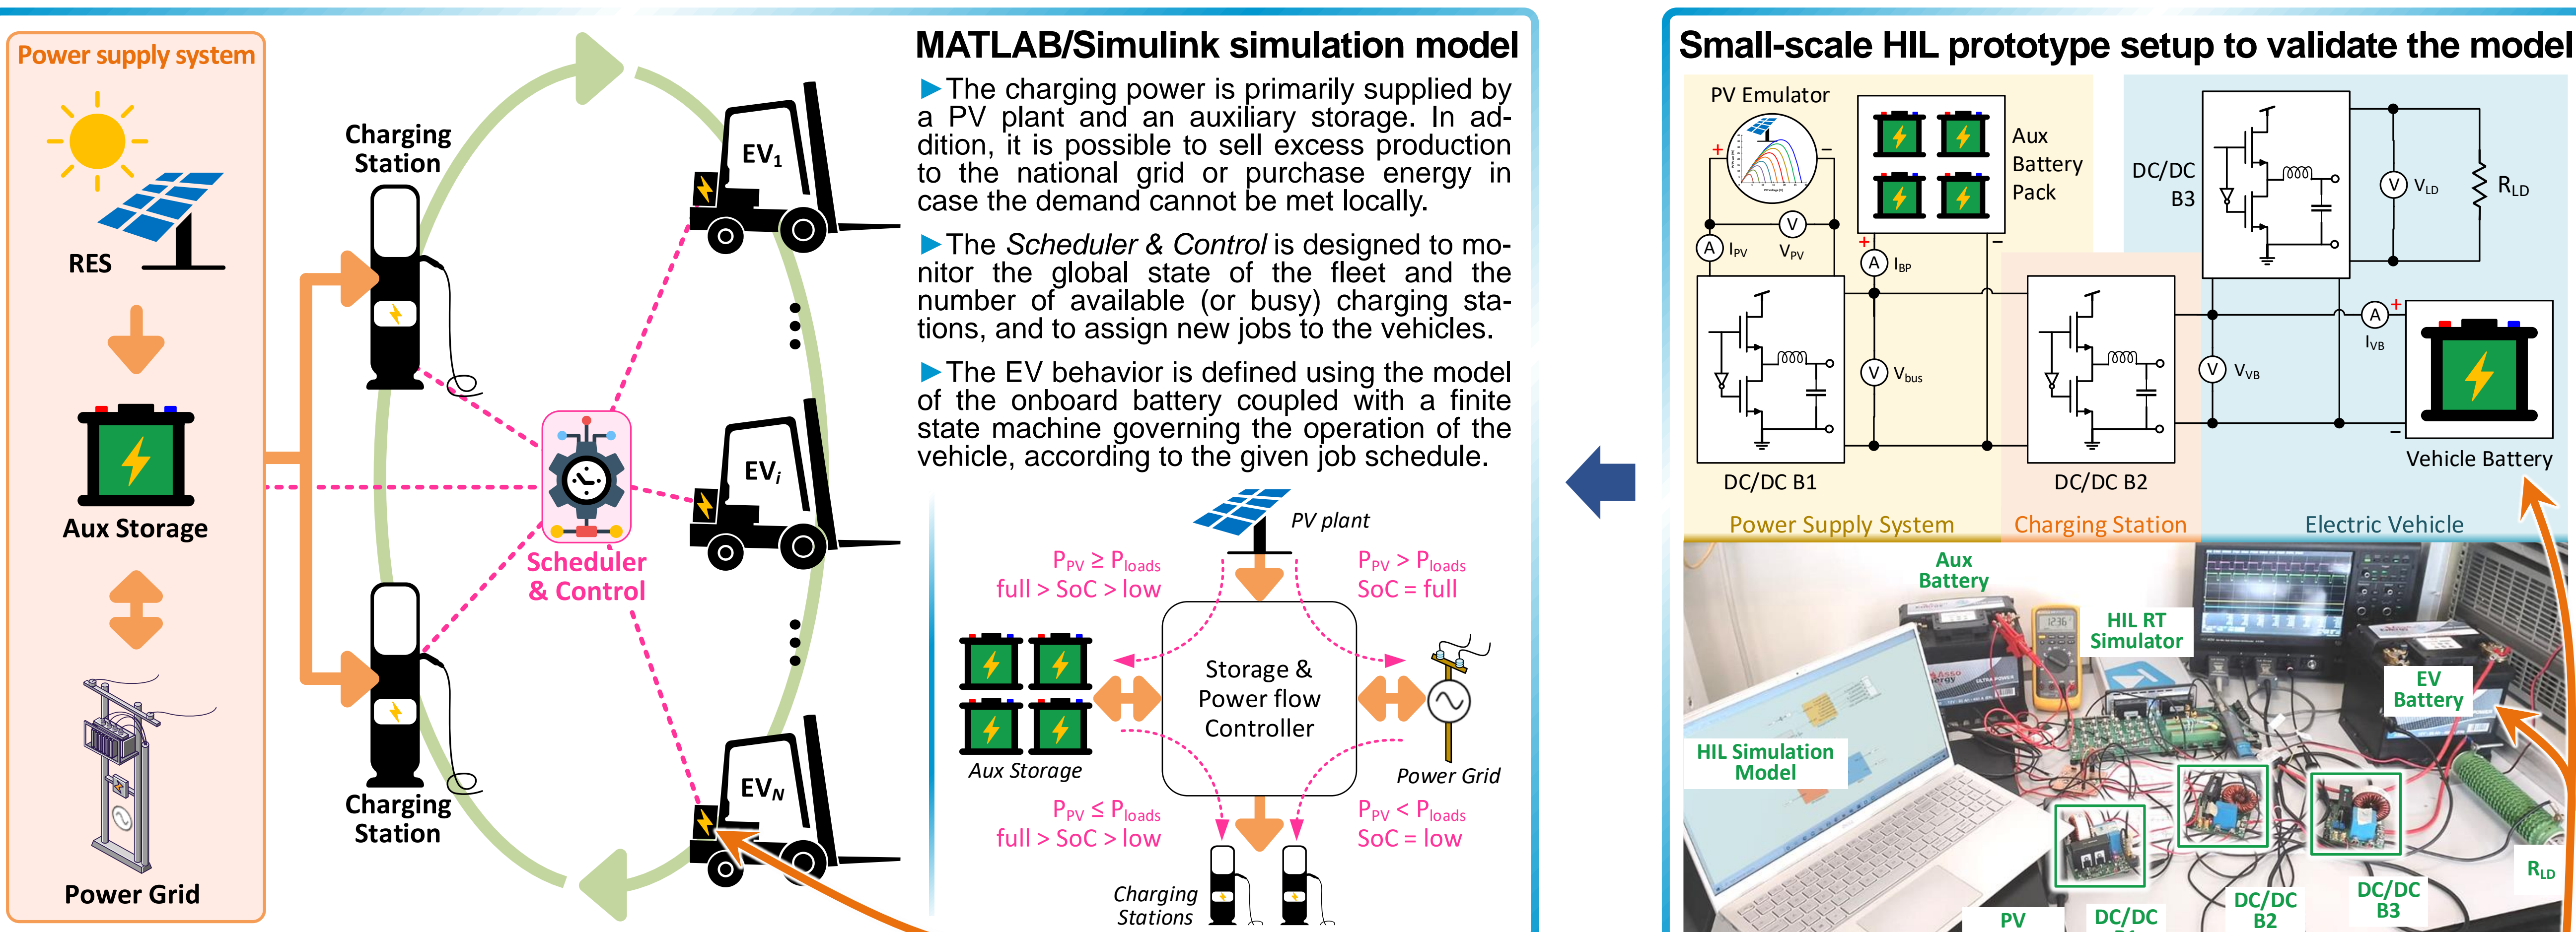 Power supply system
RES
Aux Storage
Power Grid
Charging
Station
Charging
Station
Scheduler
& Control
EV1
EVi
EVN
MATLAB/Simulink simulation model
►The charging power is primarily supplied by
a PV plant and an auxiliary storage. In ad-
dition, it is possible to sell excess production
to the national grid or purchase energy in
case the demand cannot be met locally.
►The Scheduler & Control is designed to mo-
nitor the global state of the fleet and the
number of available (or busy) charging sta-
tions, and to assign new jobs to the vehicles.
►The EV behavior is defined using the model
of the onboard battery coupled with a finite
state machine governing the operation of the
vehicle, according to the given job schedule.
PV plant
PPV ≥ Ploads
full > SoC > low
PPV > Ploads
SoC = full
Storage &
Power flow
Controller
Aux Storage
Power Grid
PPV ≤ Ploads
full > SoC > low
PPV < Ploads
SoC = low
Charging
Stations
Small-scale HIL prototype setup to validate the model
PV Emulator
+
−
V
VPV
A
IPV
Aux
Battery
Pack
+
−
A
IBP
V
Vbus
DC/DC B1
DC/DC B2
DC/DC
B3
V
VLD
RLD
A
IVB
+
−
V
VVB
Vehicle Battery
Power Supply System
Charging Station
Electric Vehicle
Aux
Battery
HIL RT
Simulator
1236
EV
Battery
HIL Simulation
Model
RLD
DC/DC
B3
DC/DC
B2
DC/DC
PV